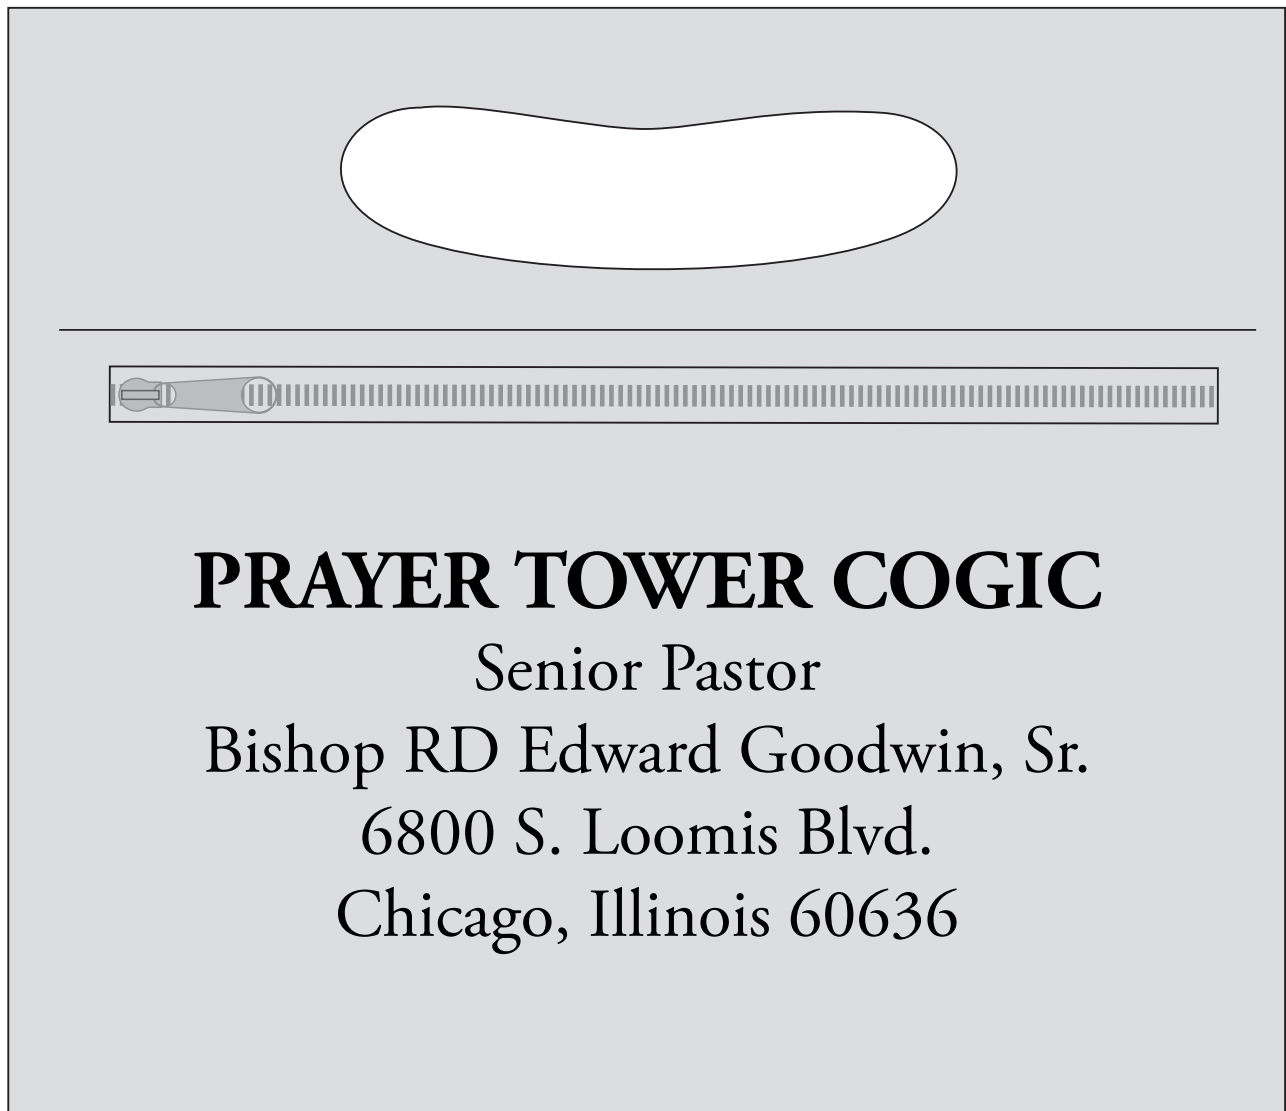 PRAYER TOWER COGIC
Senior Pastor
Bishop RD Edward Goodwin, Sr.
6800 S. Loomis Blvd.
Chicago, Illinois 60636